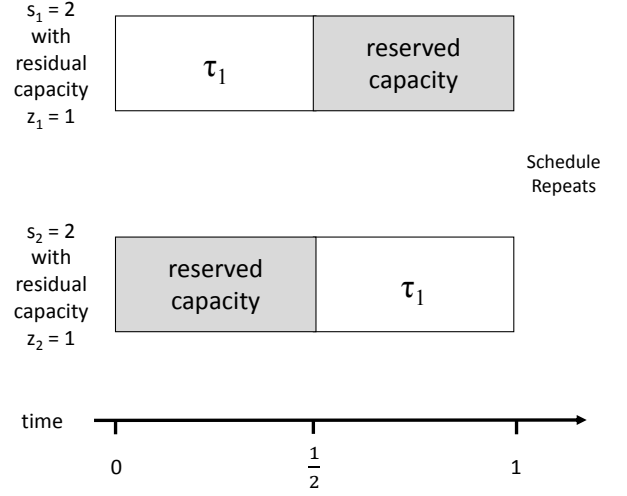 s₁ = 2
with
residual
capacity
z₁ = 1
τ₁
reserved
capacity
Schedule
Repeats
s₂ = 2
with
residual
capacity
z₂ = 1
reserved
capacity
τ₁
time
0
1/2
1